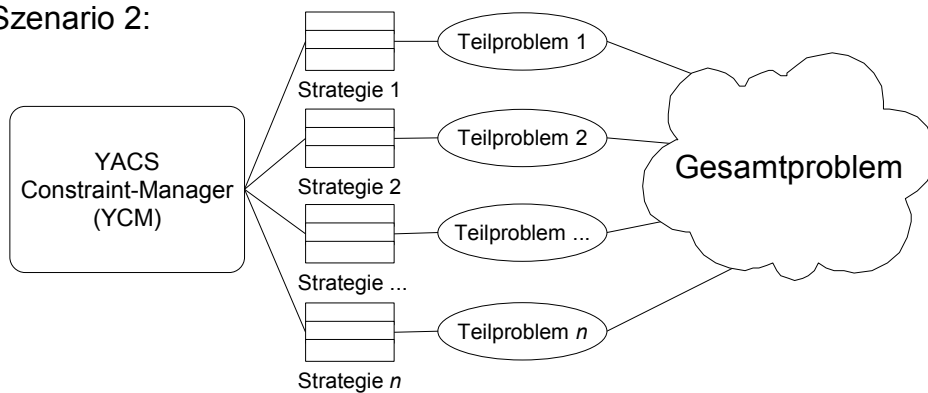 Szenario 2:
YACS
Constraint-Manager
(YCM)
Strategie 1
Teilproblem 1
Strategie 2
Teilproblem 2
Strategie ...
Teilproblem ...
Strategie n
Teilproblem n
Gesamtproblem